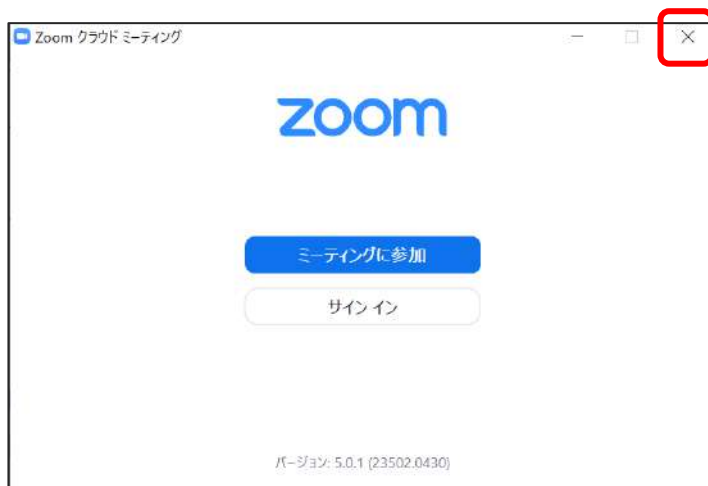 Zoom クラウド ミーティング
zoom
ミーティングに参加
サイン イン
バージョン: 5.0.1 (23502.0430)